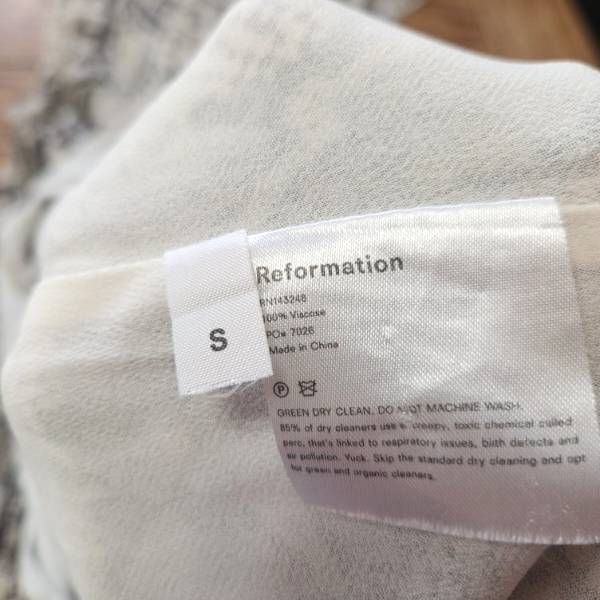 S
Reformation
RN143248
100% Viscose
PO# 7026
Made in China
P
GREEN DRY CLEAN. DO NOT MACHINE WASH.
85% of dry cleaners use a creepy, toxic chemical called
perc, that's linked to respiratory issues, birth defects and
air pollution. Yuck. Skip the standard dry cleaning and opt
for green and organic cleaners.